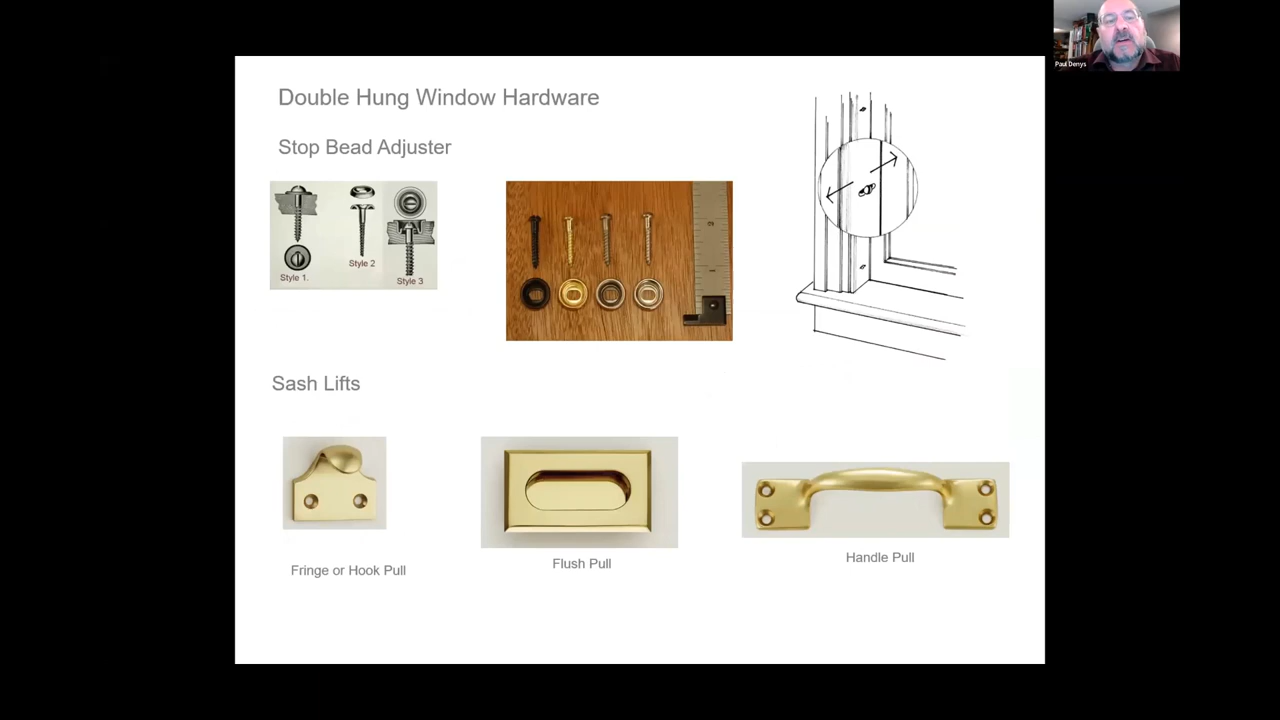 Paul Denys
Double Hung Window Hardware
Stop Bead Adjuster
Style 1.
Style 2
Style 3
Sash Lifts
Fringe or Hook Pull
Flush Pull
Handle Pull